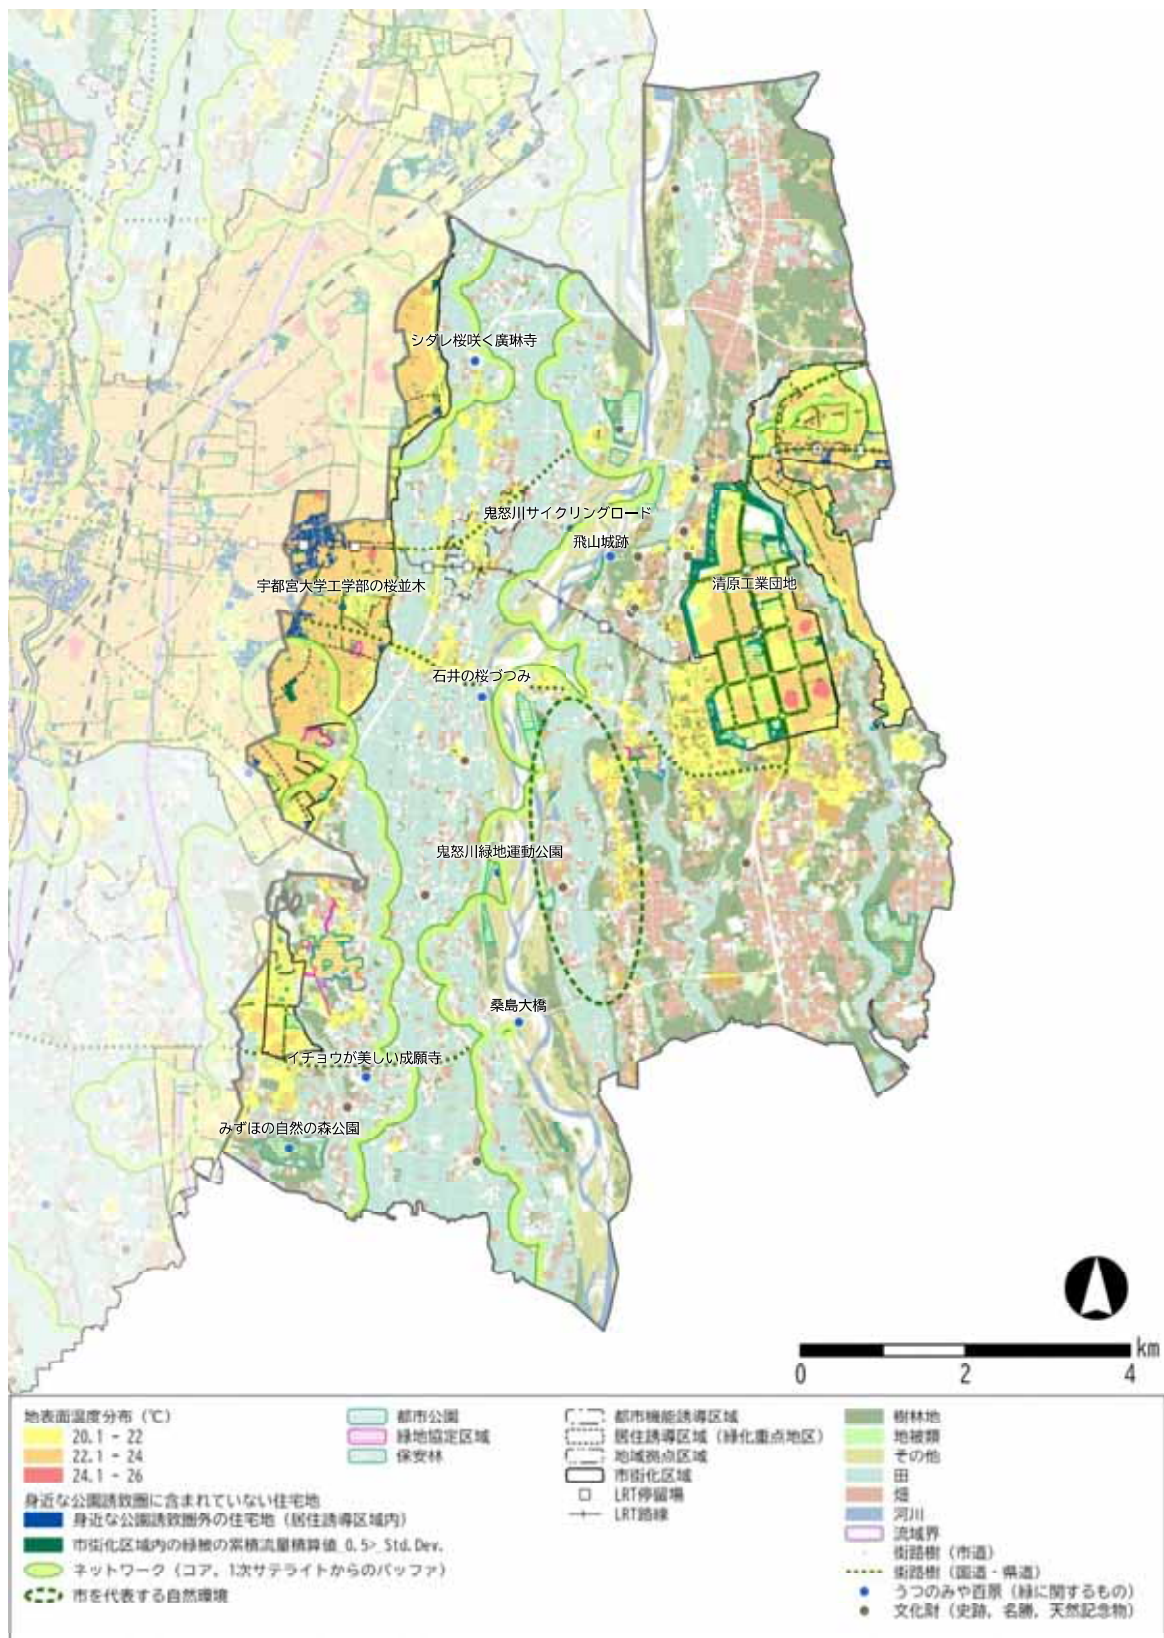 シダレ桜咲く廣琳寺
鬼怒川サイクリングロード
飛山城跡
宇都宮大学工学部の桜並木
清原工業団地
石井の桜づつみ
鬼怒川緑地運動公園
桑島大橋
イチョウが美しい成願寺
みずほの自然の森公園
km
0 2 4
地表面温度分布（℃）
20.1 - 22
22.1 - 24
24.1 - 26
身近な公園誘致圏に含まれていない住宅地
身近な公園誘致圏外の住宅地（居住誘導区域内）
市街化区域内の緑被の累積流量積算値_0.5>_Std.Dev.
ネットワーク（コア，1次サテライトからのバッファ）
市を代表する自然環境
都市公園
緑地協定区域
保安林
都市機能誘導区域
居住誘導区域（緑化重点地区）
地域拠点区域
市街化区域
LRT停留場
LRT路線
樹林地
地被類
その他
田
畑
河川
流域界
街路樹（市道）
街路樹（国道・県道）
うつのみや百景（緑に関するもの）
文化財（史跡，名勝，天然記念物）